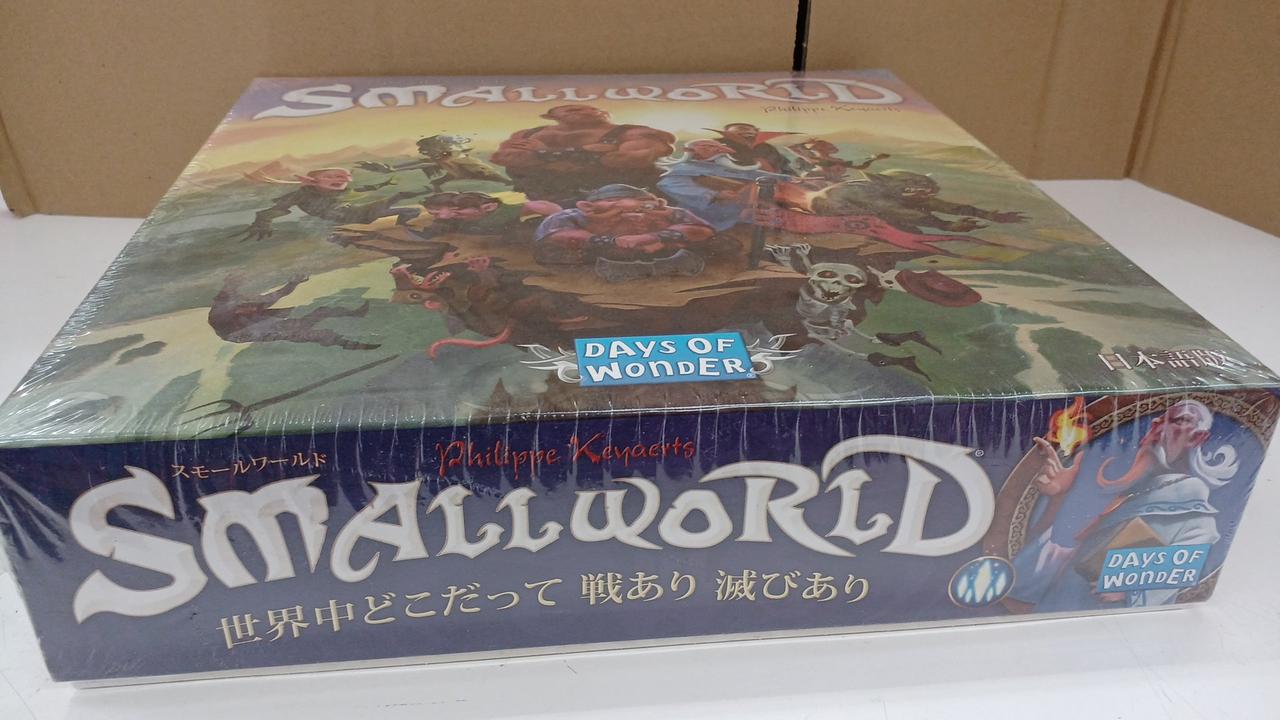 SMALLWORLD
Philippe Keyaerts
DAYS OF
WONDER
日本語版
スモールワールド
Philippe Keyaerts
SMALLWORLD
世界中どこだって 戦あり 滅びあり
DAYS OF
WONDER